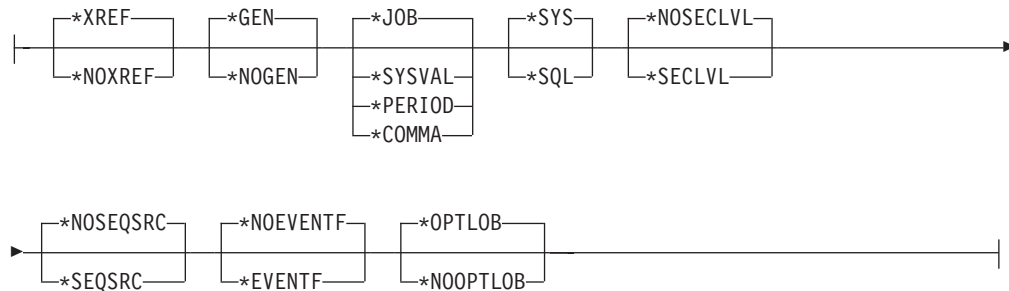 *XREF *GEN *JOB *SYS *NOSECLVL
*NOXREF *NOGEN *SYSVAL *SQL *SECLVL
*PERIOD
*COMMA
*NOSEQSRC *NOEVENTF *OPTLOB
*SEQSRC *EVENTF *NOOPTLOB